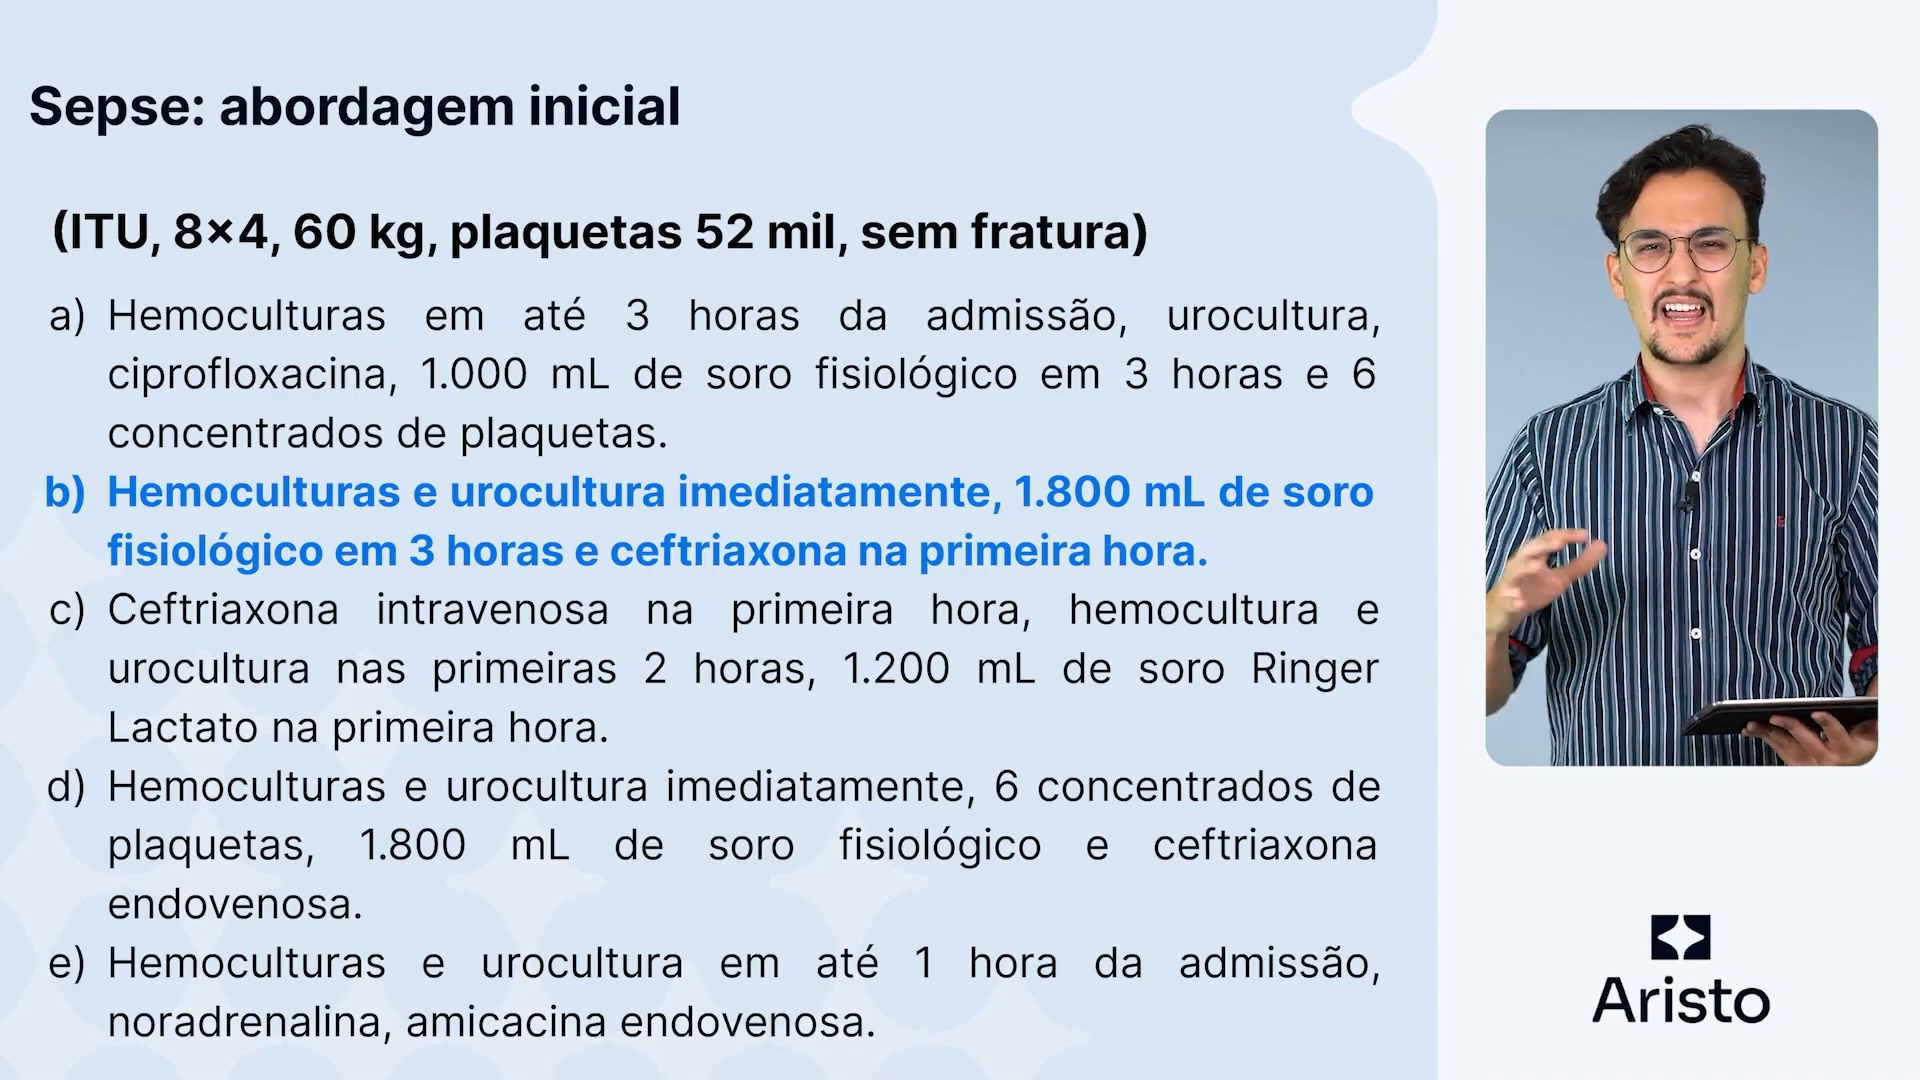 Sepse: abordagem inicial
(ITU, 8×4, 60 kg, plaquetas 52 mil, sem fratura)
a) Hemoculturas em até 3 horas da admissão, urocultura,
ciprofloxacina, 1.000 mL de soro fisiológico em 3 horas e 6
concentrados de plaquetas.
b) Hemoculturas e urocultura imediatamente, 1.800 mL de soro
fisiológico em 3 horas e ceftriaxona na primeira hora.
c) Ceftriaxona intravenosa na primeira hora, hemocultura e
urocultura nas primeiras 2 horas, 1.200 mL de soro Ringer
Lactato na primeira hora.
d) Hemoculturas e urocultura imediatamente, 6 concentrados de
plaquetas, 1.800 mL de soro fisiológico e ceftriaxona
endovenosa.
e) Hemoculturas e urocultura em até 1 hora da admissão,
noradrenalina, amicacina endovenosa.
Aristo